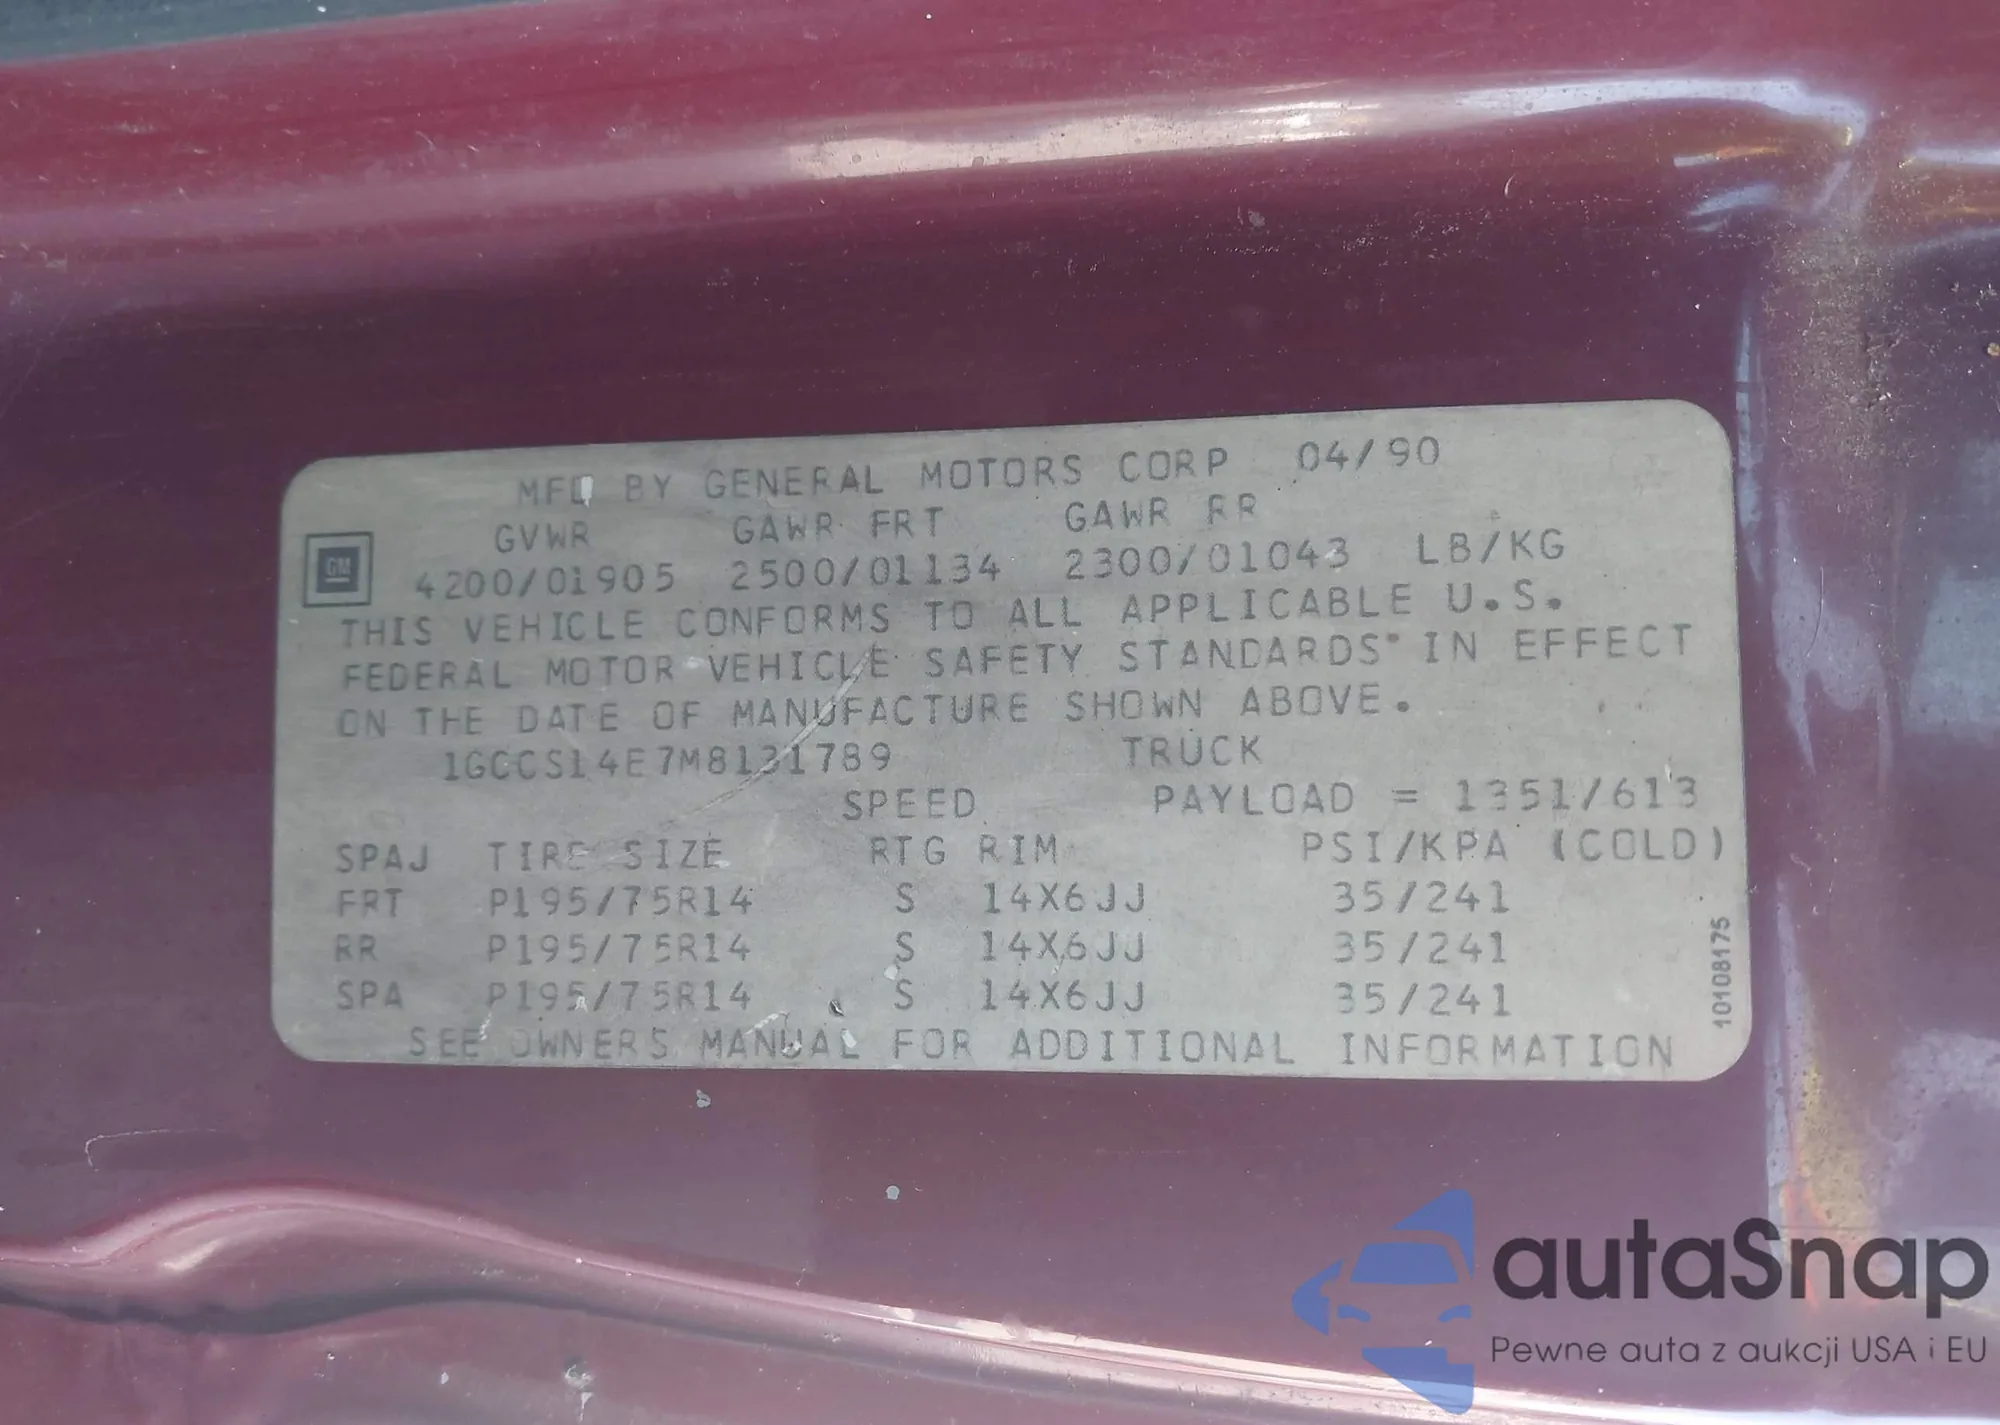 MFD BY GENERAL MOTORS CORP 04/90
GVWR GAWR FRT GAWR RR
GM
4200/01905 2500/01134 2300/01043 LB/KG
THIS VEHICLE CONFORMS TO ALL APPLICABLE U.S.
FEDERAL MOTOR VEHICLE SAFETY STANDARDS IN EFFECT
ON THE DATE OF MANUFACTURE SHOWN ABOVE.
1GCCS14E7M8131789 TRUCK
SPEED PAYLOAD = 1351/613
SPAJ TIRE SIZE RTG RIM PSI/KPA (COLD)
FRT P195/75R14 S 14X6JJ 35/241
RR P195/75R14 S 14X6JJ 35/241
SPA P195/75R14 S 14X6JJ 35/241
SEE OWNERS MANUAL FOR ADDITIONAL INFORMATION
10108175
autaSnap
Pewne auta z aukcji USA i EU